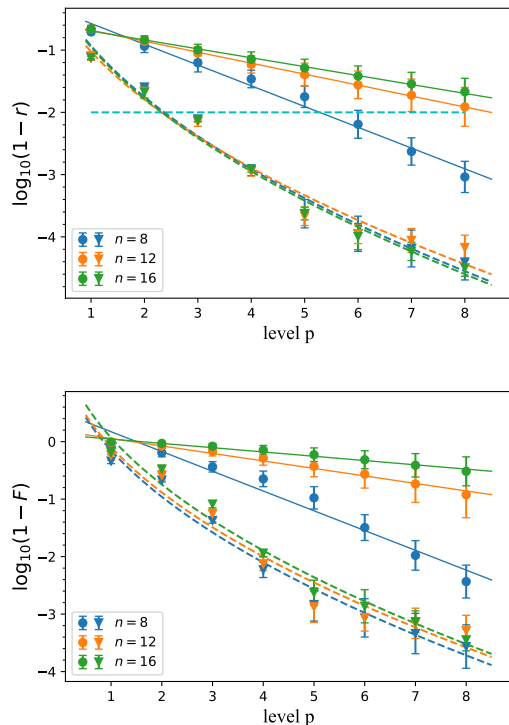 −1
−2
−3
−4
log₁₀(1 − r)
n = 8
n = 12
n = 16
1 2 3 4 5 6 7 8
level p
0
−1
−2
−3
−4
log₁₀(1 − F)
n = 8
n = 12
n = 16
1 2 3 4 5 6 7 8
level p